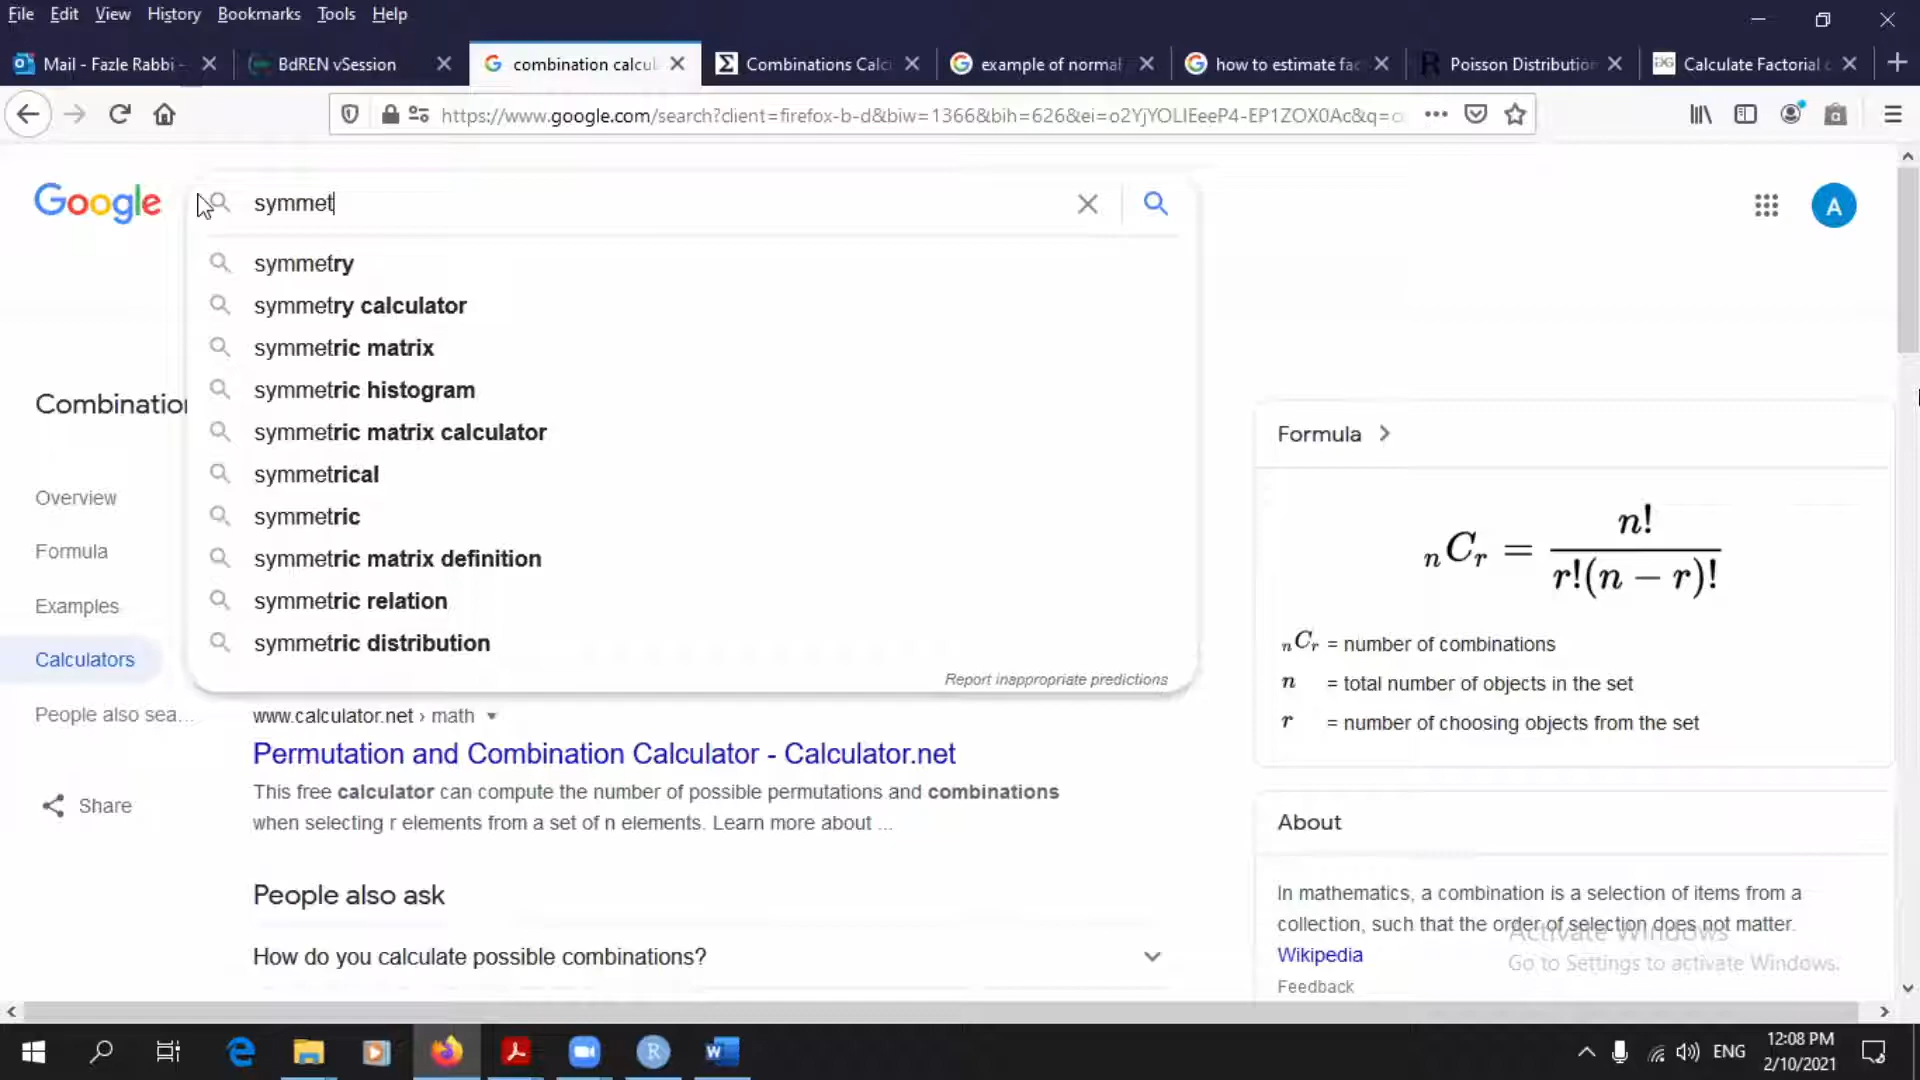 File Edit View History Bookmarks Tools Help
Mail - Fazle Rabbi -
BdREN vSession
combination calcul
Combinations Calc
example of normal
how to estimate fac
Poisson Distribution
Calculate Factorial o
https://www.google.com/search?client=firefox-b-d&biw=1366&bih=626&ei=o2YjYOLIEeeP4-EP1ZOX0Ac&q=c
Google
symmet
A
symmetry
symmetry calculator
symmetric matrix
symmetric histogram
symmetric matrix calculator
symmetrical
symmetric
symmetric matrix definition
symmetric relation
symmetric distribution
Report inappropriate predictions
Combination
Overview
Formula
Examples
Calculators
People also sea...
Share
www.calculator.net › math
Permutation and Combination Calculator - Calculator.net
This free calculator can compute the number of possible permutations and combinations
when selecting r elements from a set of n elements. Learn more about ...
People also ask
How do you calculate possible combinations?
Formula
nCr = n! / r!(n − r)!
nCr = number of combinations
n = total number of objects in the set
r = number of choosing objects from the set
About
In mathematics, a combination is a selection of items from a
collection, such that the order of selection does not matter.
Wikipedia
Feedback
Activate Windows
Go to Settings to activate Windows.
ENG
12:08 PM
2/10/2021